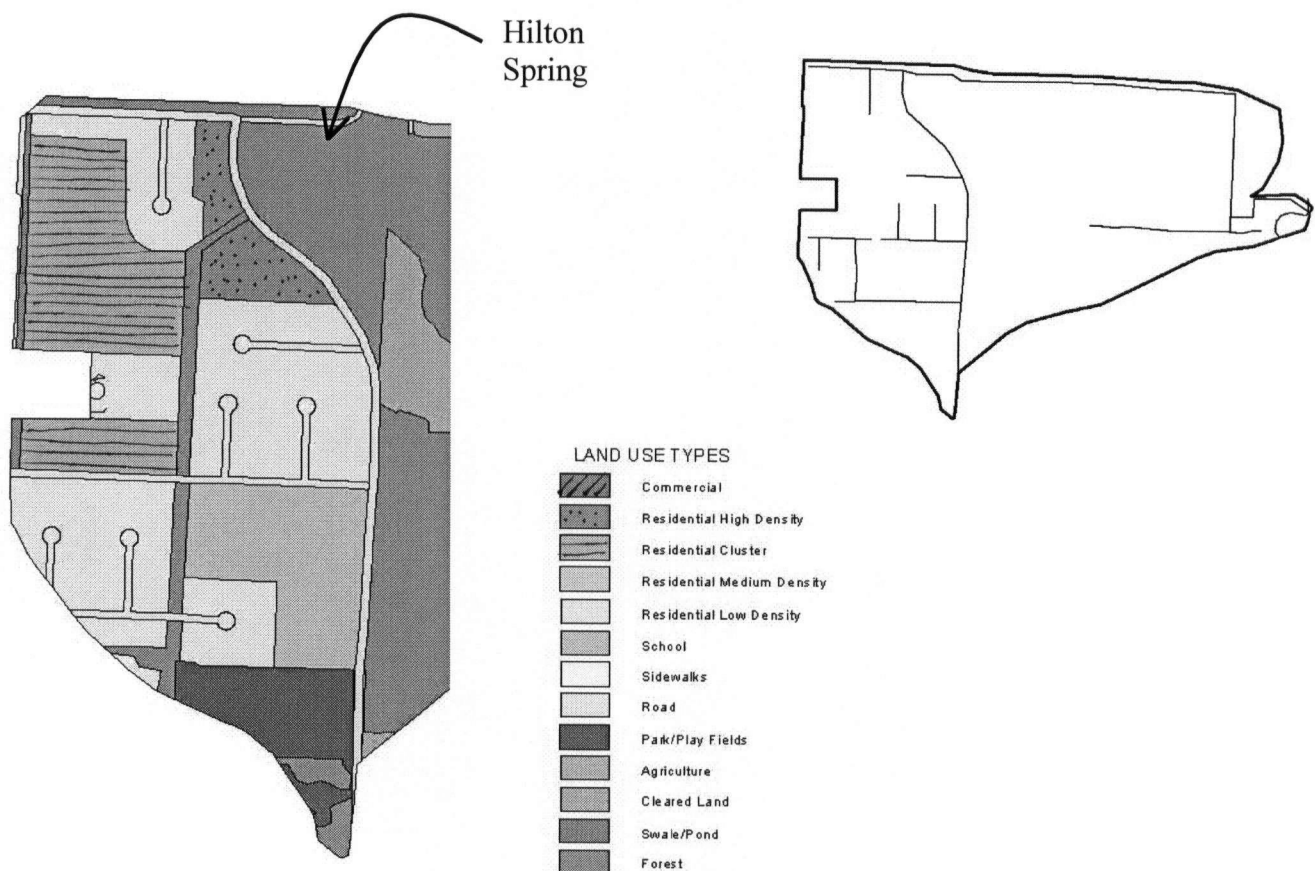 Hilton
Spring
LAND USE TYPES
Commercial
Residential High Density
Residential Cluster
Residential Medium Density
Residential Low Density
School
Sidewalks
Road
Park/Play Fields
Agriculture
Cleared Land
Swale/Pond
Forest